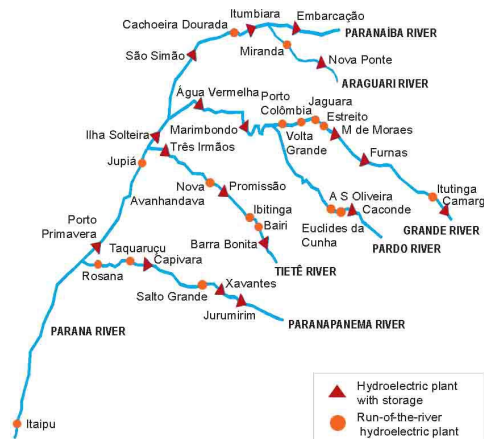 Itumbiara
Embarcação
Cachoeira Dourada
PARANAÍBA RIVER
Miranda
São Simão
Nova Ponte
ARAGUARI RIVER
Água Vermelha
Porto
Colômbia
Jaguara
Estreito
M de Moraes
Marimbondo
Volta
Grande
Furnas
Ilha Solteira
Três Irmãos
Jupiá
Nova
Avanhandava
Promissão
A S Oliveira
Caconde
Itutinga
Camarg
Euclides da
Cunha
GRANDE RIVER
PARDO RIVER
Ibitinga
Bairi
Barra Bonita
TIETÊ RIVER
Porto
Primavera
Taquaruçu
Capivara
Rosana
Salto Grande
Xavantes
Jurumirim
PARANAPANEMA RIVER
PARANA RIVER
Itaipu
Hydroelectric plant
with storage
Run-of-the-river
hydroelectric plant